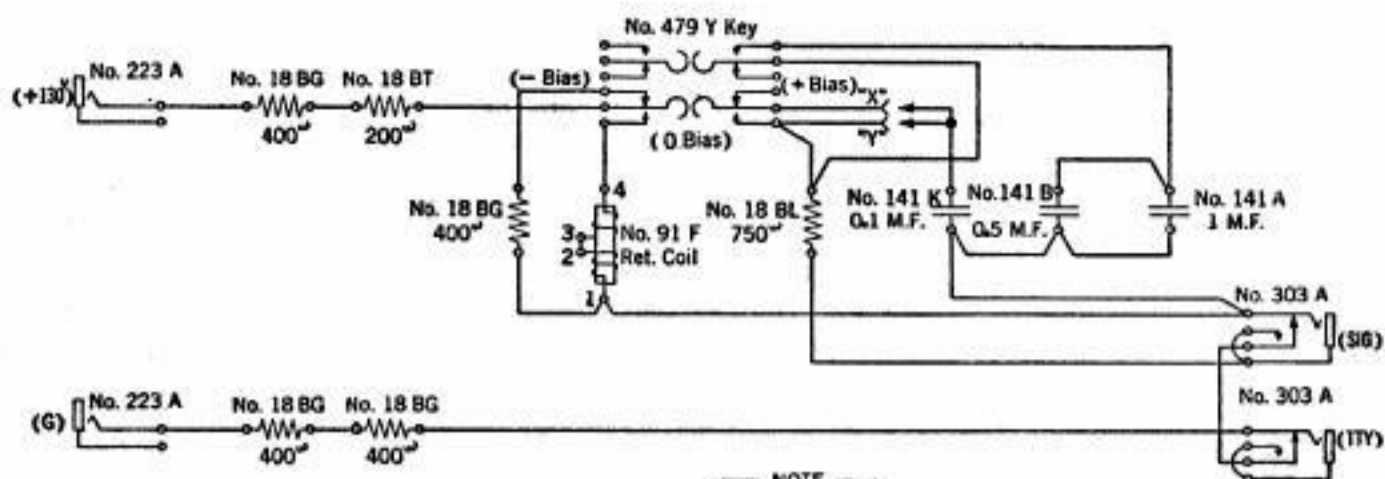 No. 479 Y Key
No. 223 A
(+130V)
No. 18 BG
400ω
No. 18 BT
200ω
(- Bias)
(+ Bias)
"X"
"Y"
(0 Bias)
No. 18 BG
400ω
4
3
2
1
No. 91 F
Ret. Coil
No. 18 BL
750ω
No. 141 K
0.1 M.F.
No. 141 B
0.5 M.F.
No. 141 A
1 M.F.
No. 303 A
(SIG)
No. 223 A
(G)
No. 18 BG
400ω
No. 18 BG
400ω
No. 303 A
(TTY)
NOTE